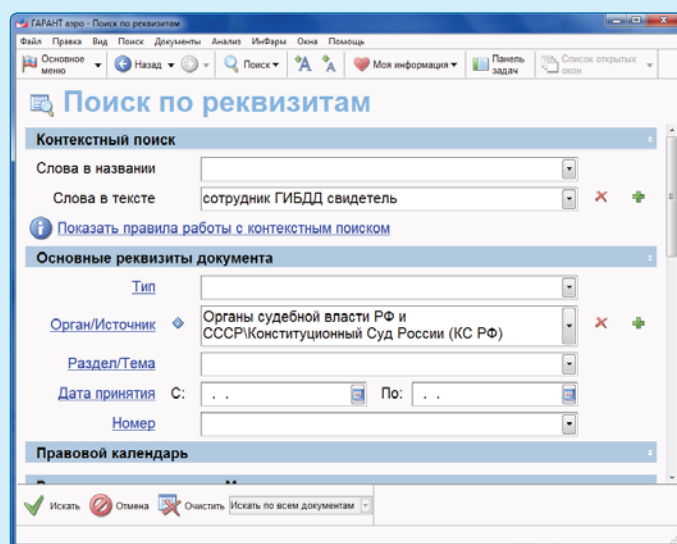 ГАРАНТ аэро - Поиск по реквизитам
Файл Правка Вид Поиск Документы Анализ ИнФарм Окна Помощь
Основное меню Назад Поиск Моя информация Панель задач Список открытых окон
Поиск по реквизитам
Контекстный поиск
Слова в названии
Слова в тексте сотрудник ГИБДД свидетель
Показать правила работы с контекстным поиском
Основные реквизиты документа
Тип
Орган/Источник Органы судебной власти РФ и
СССР\Конституционный Суд России (КС РФ)
Раздел/Тема
Дата принятия С: . . По: . .
Номер
Правовой календарь
Искать Отмена Очистить Искать по всем документам